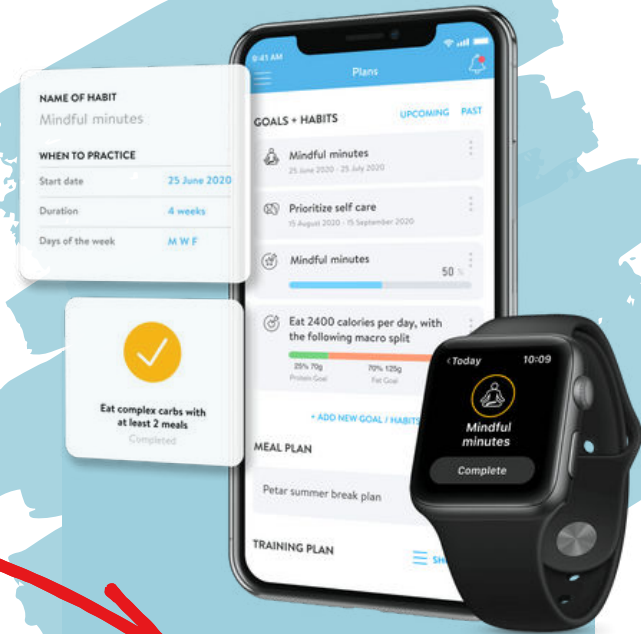 NAME OF HABIT
Mindful minutes
WHEN TO PRACTICE
Start date 25 June 2020
Duration 4 weeks
Days of the week M W F
Eat complex carbs with
at least 2 meals
Completed
9:41 AM
Plans
GOALS + HABITS UPCOMING PAST
Mindful minutes
25 June 2020 - 25 July 2020
Prioritize self care
15 August 2020 - 15 September 2020
Mindful minutes
50 %
Eat 2400 calories per day, with
the following macro split
25% 70g 70% 125g
Protein Goal Fat Goal
+ ADD NEW GOAL / HABITS
MEAL PLAN
Petar summer break plan
TRAINING PLAN
<Today 10:09
Mindful
minutes
Complete